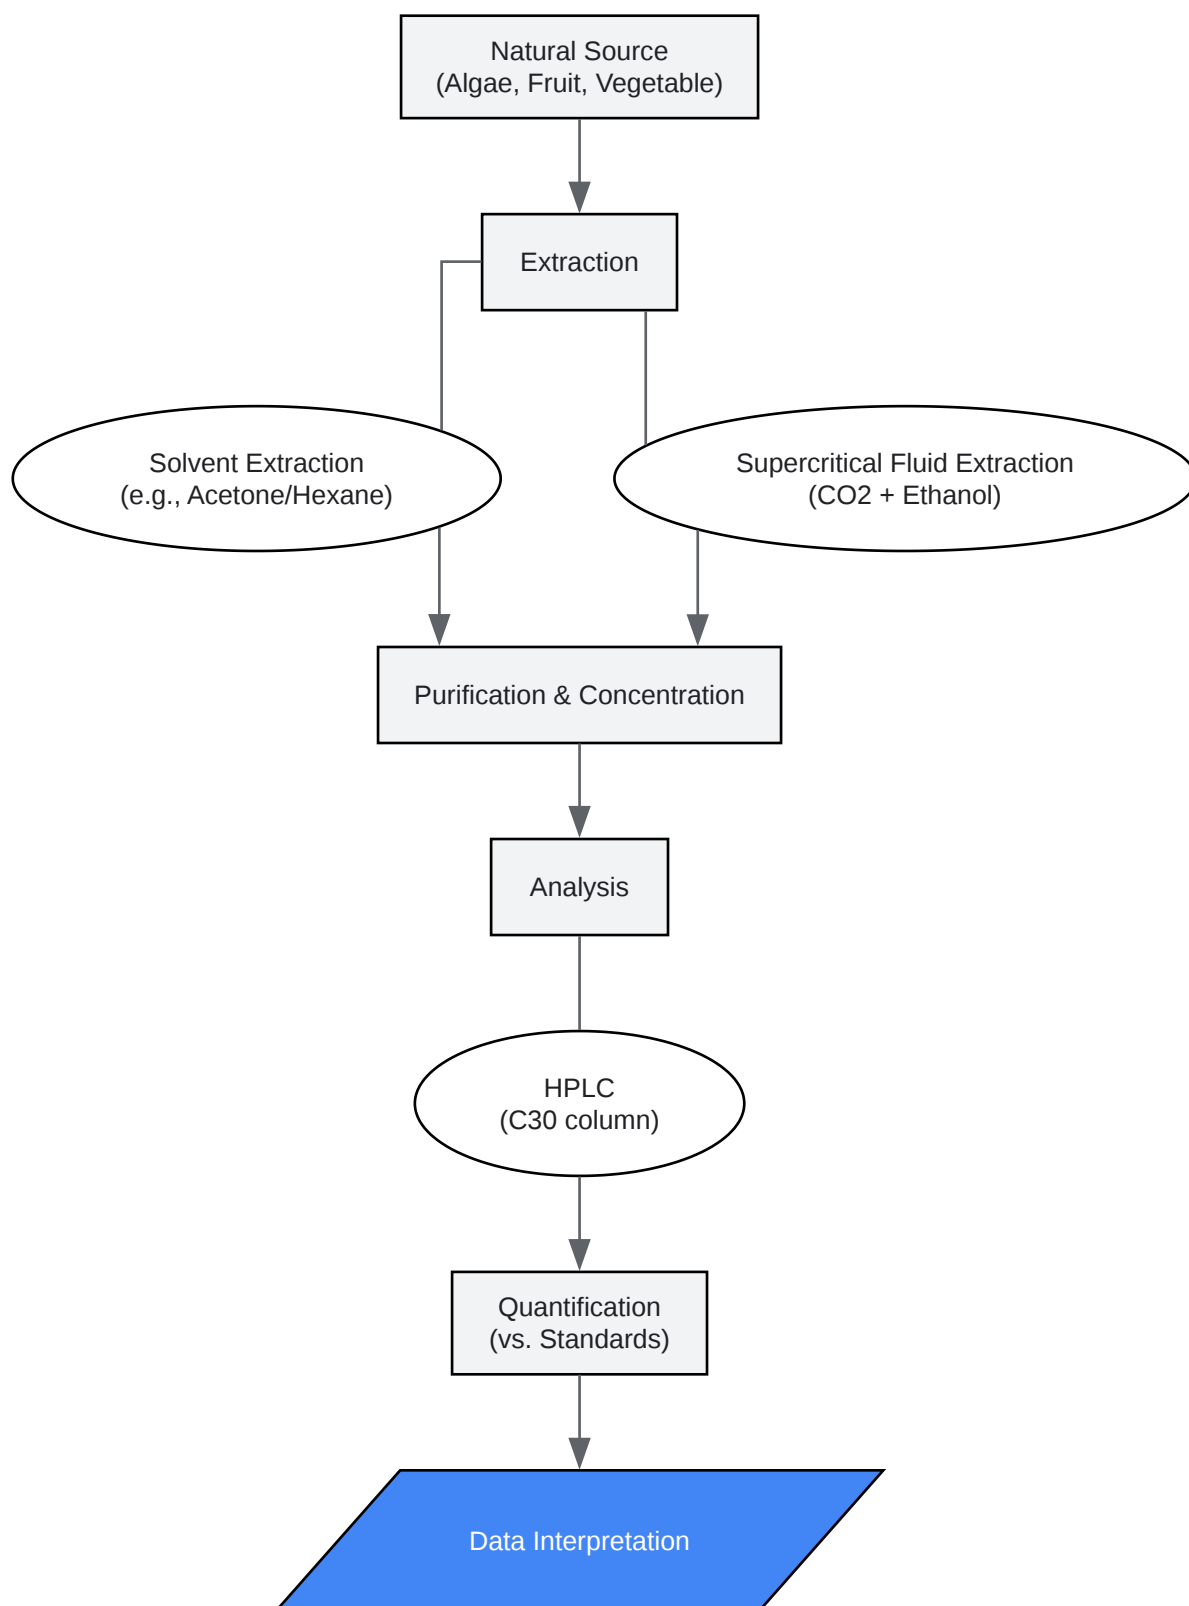 Natural Source
(Algae, Fruit, Vegetable)
Extraction
Solvent Extraction
(e.g., Acetone/Hexane)
Supercritical Fluid Extraction
(CO2 + Ethanol)
Purification & Concentration
Analysis
HPLC
(C30 column)
Quantification
(vs. Standards)
Data Interpretation